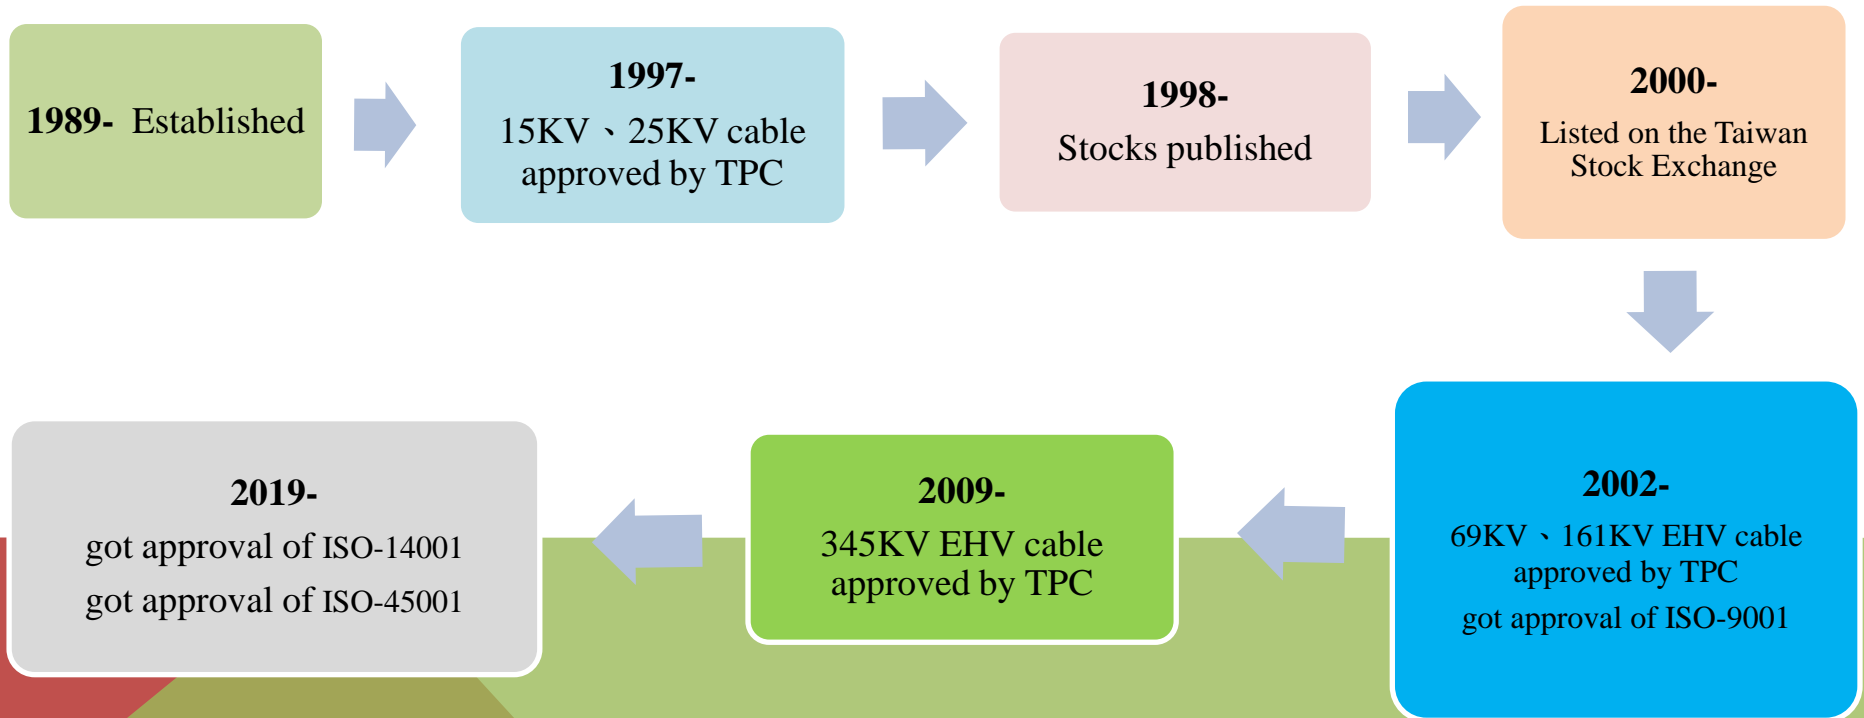 1989- Established
1997-
15KV、25KV cable
approved by TPC
1998-
Stocks published
2000-
Listed on the Taiwan
Stock Exchange
2002-
69KV、161KV EHV cable
approved by TPC
got approval of ISO-9001
2009-
345KV EHV cable
approved by TPC
2019-
got approval of ISO-14001
got approval of ISO-45001